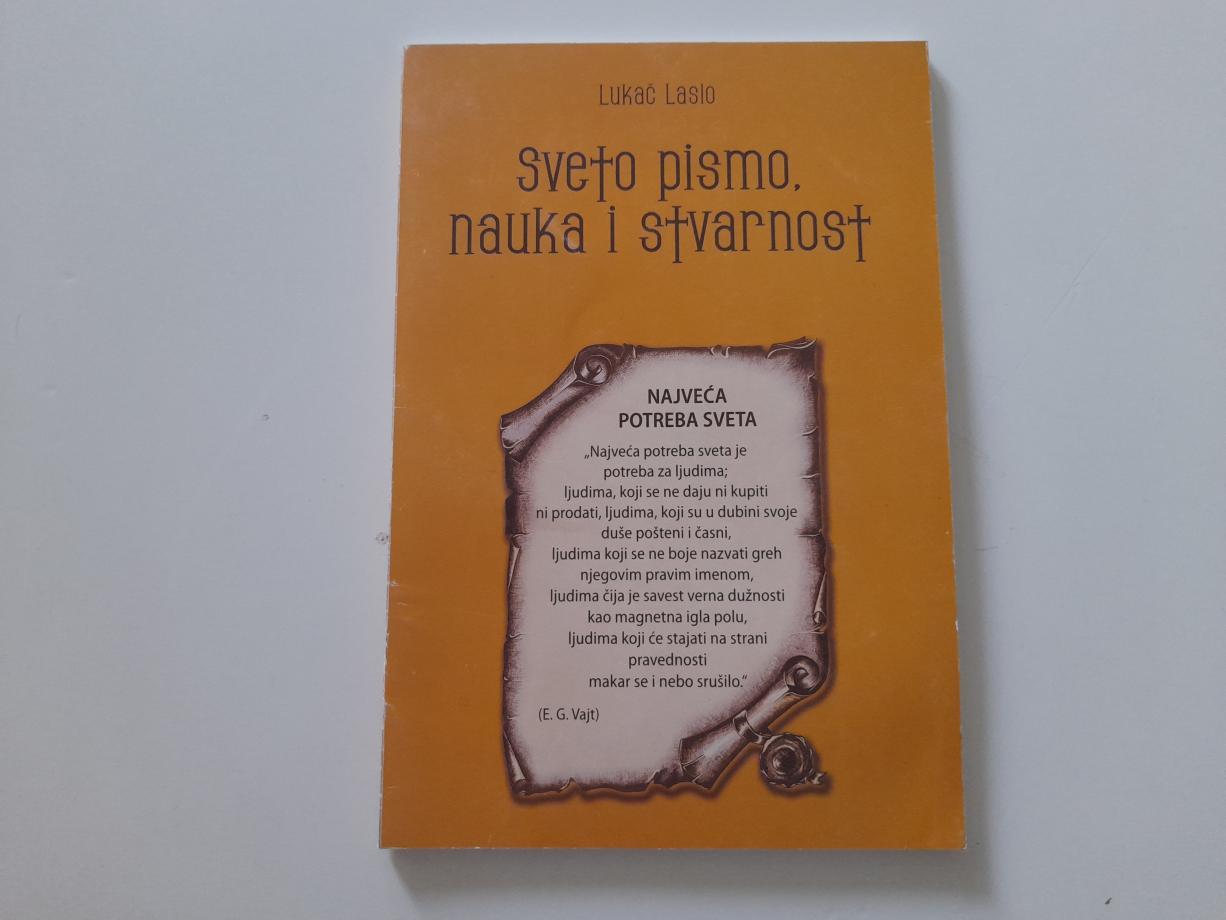 Lukač Laslo
Sveto pismo,
nauka i stvarnost
NAJVEĆA
POTREBA SVETA
„Najveća potreba sveta je
potreba za ljudima;
ljudima, koji se ne daju ni kupiti
ni prodati, ljudima, koji su u dubini svoje
duše pošteni i časni,
ljudima koji se ne boje nazvati greh
njegovim pravim imenom,
ljudima čija je savest verna dužnosti
kao magnetna igla polu,
ljudima koji će stajati na strani
pravednosti
makar se i nebo srušilo.“
(E. G. Vajt)